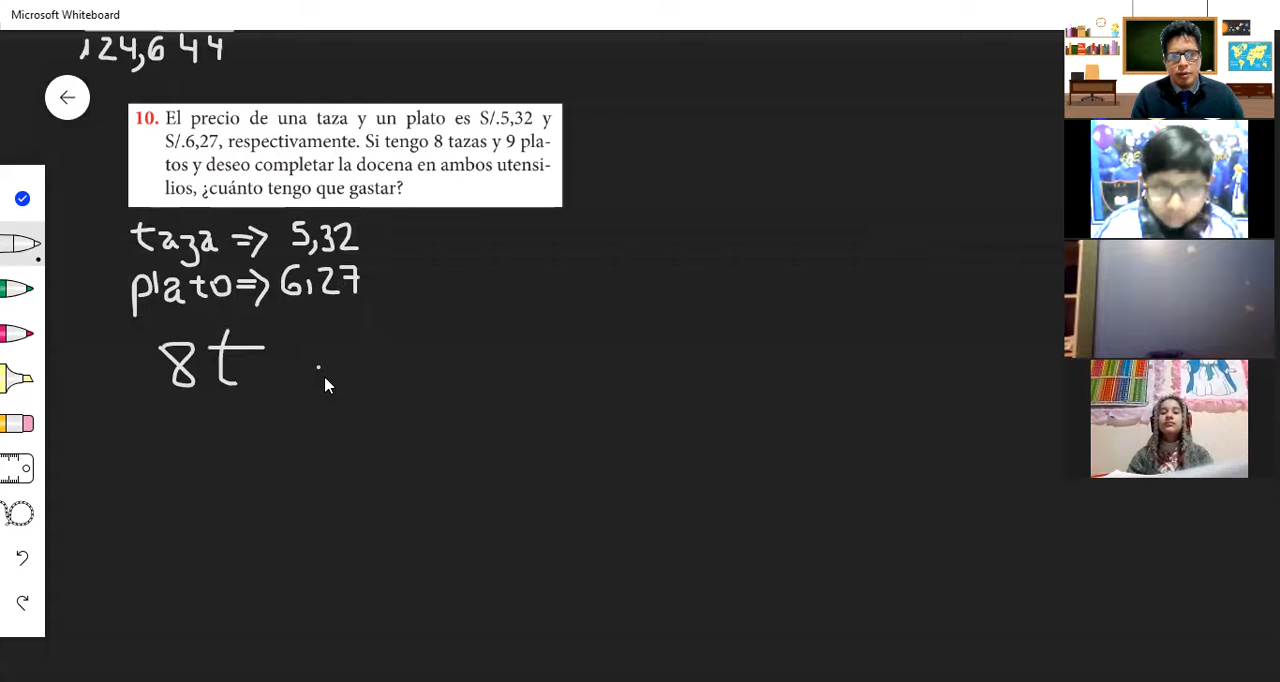 Microsoft Whiteboard
124,644
10. El precio de una taza y un plato es S/.5,32 y
S/.6,27, respectivamente. Si tengo 8 tazas y 9 pla-
tos y deseo completar la docena en ambos utensi-
lios, ¿cuánto tengo que gastar?
taza => 5,32
plato => 6,27
8t